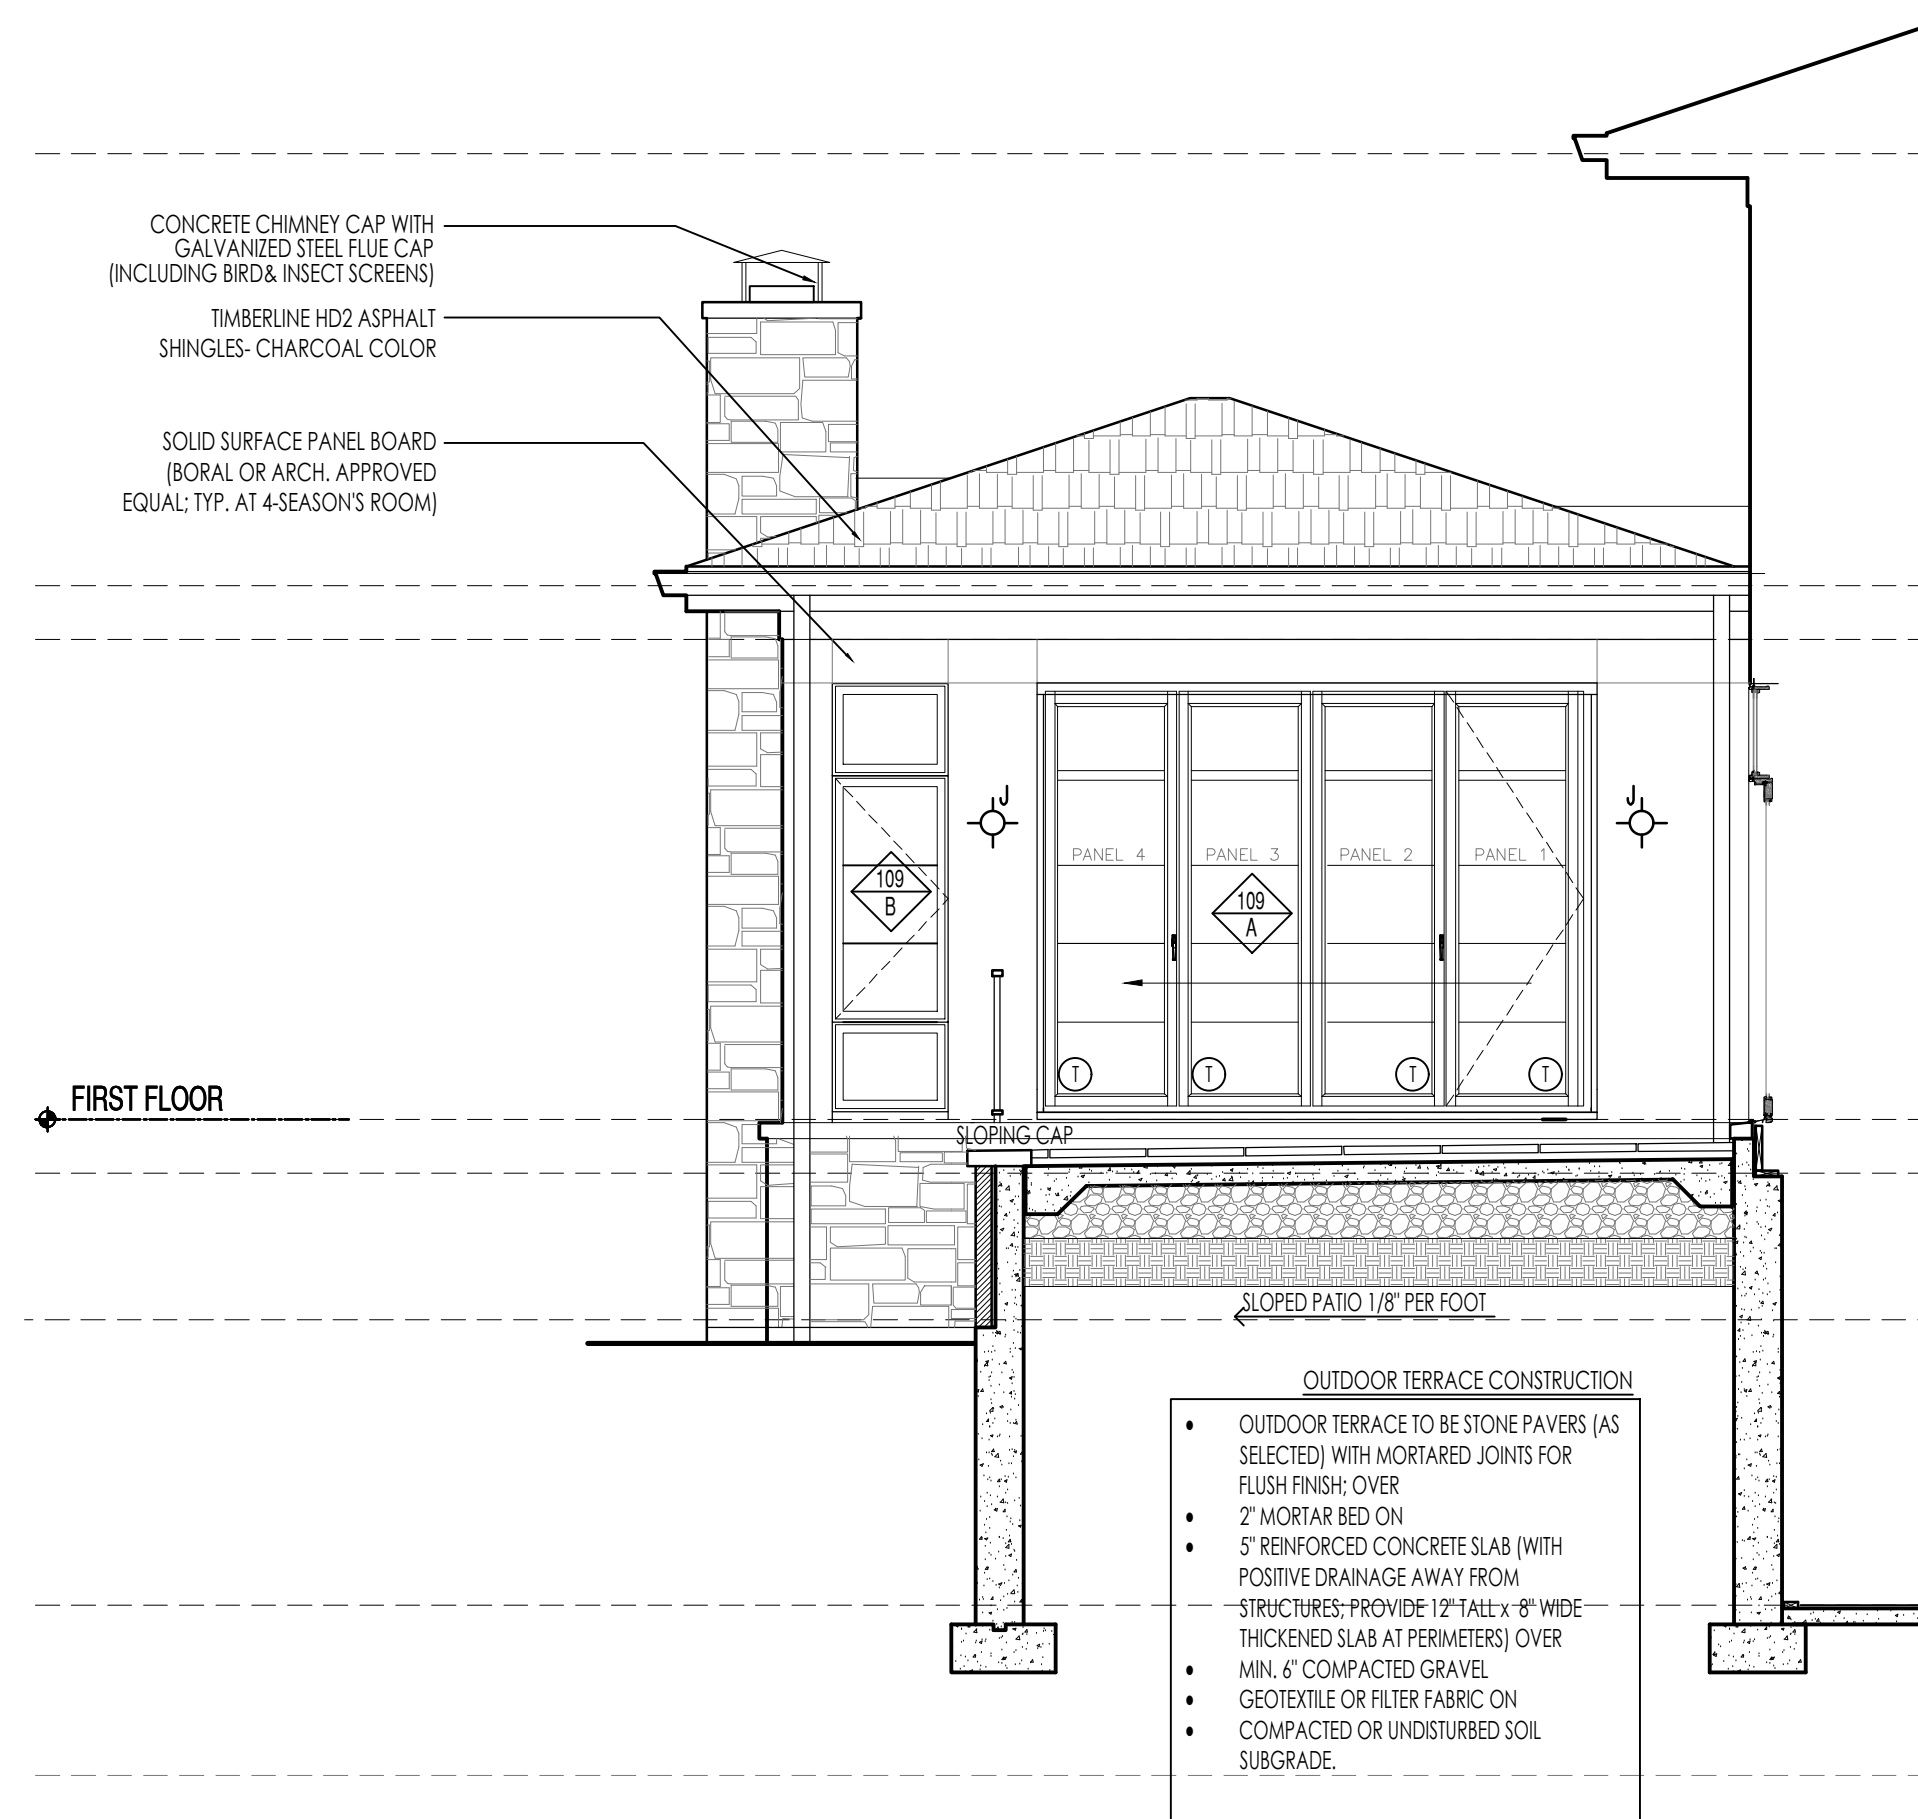 CONCRETE CHIMNEY CAP WITH
GALVANIZED STEEL FLUE CAP
(INCLUDING BIRD& INSECT SCREENS)
TIMBERLINE HD2 ASPHALT
SHINGLES- CHARCOAL COLOR
SOLID SURFACE PANEL BOARD
(BORAL OR ARCH. APPROVED
EQUAL; TYP. AT 4-SEASON'S ROOM)
J
J
PANEL 4
PANEL 3
PANEL 2
PANEL 1
109
B
109
A
T
T
T
T
FIRST FLOOR
SLOPING CAP
SLOPED PATIO 1/8" PER FOOT
OUTDOOR TERRACE CONSTRUCTION
• OUTDOOR TERRACE TO BE STONE PAVERS (AS
SELECTED) WITH MORTARED JOINTS FOR
FLUSH FINISH; OVER
• 2" MORTAR BED ON
• 5" REINFORCED CONCRETE SLAB (WITH
POSITIVE DRAINAGE AWAY FROM
STRUCTURES; PROVIDE 12" TALL x 8" WIDE
THICKENED SLAB AT PERIMETERS) OVER
• MIN. 6" COMPACTED GRAVEL
• GEOTEXTILE OR FILTER FABRIC ON
• COMPACTED OR UNDISTURBED SOIL
SUBGRADE.